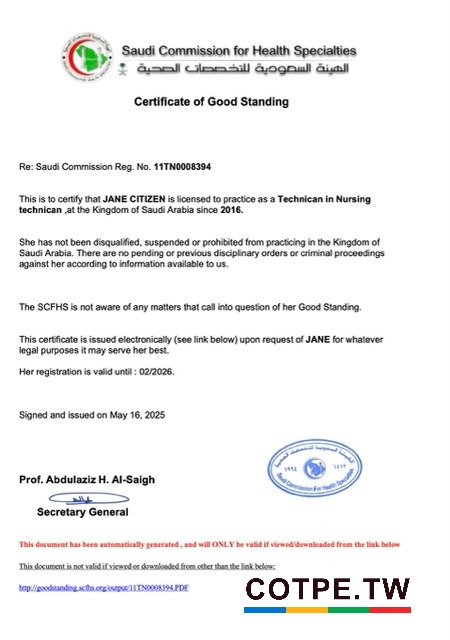 Saudi Commission for Health Specialties
الهيئة السعودية للتخصصات الصحية
Certificate of Good Standing
Re: Saudi Commission Reg. No. 11TN0008394
This is to certify that JANE CITIZEN is licensed to practice as a Technican in Nursing
technican ,at the Kingdom of Saudi Arabia since 2016.
She has not been disqualified, suspended or prohibited from practicing in the Kingdom of
Saudi Arabia. There are no pending or previous disciplinary orders or criminal proceedings
against her according to information available to us.
The SCFHS is not aware of any matters that call into question of her Good Standing.
This certificate is issued electronically (see link below) upon request of JANE for whatever
legal purposes it may serve her best.
Her registration is valid until : 02/2026.
Signed and issued on May 16, 2025
الهيئة السعودية للتخصصات الصحية
١٩٩٤ ١٤١٣
Saudi Commission For Health Specialties
Prof. Abdulaziz H. Al-Saigh
Secretary General
This document has been automatically generated , and will ONLY be valid if viewed/downloaded from the link below
This document is not valid if viewed or downloaded from other than the link below:
http://goodstanding.scfhs.org/output/11TN0008394.PDF
COTPE.TW